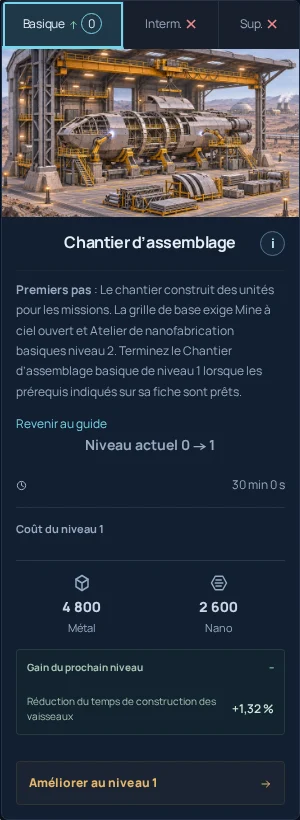 Basique ↑ 0 Interm. ✕ Sup. ✕
Chantier d'assemblage i
Premiers pas : Le chantier construit des unités
pour les missions. La grille de base exige Mine à
ciel ouvert et Atelier de nanofabrication
basiques niveau 2. Terminez le Chantier
d'assemblage basique de niveau 1 lorsque les
prérequis indiqués sur sa fiche sont prêts.
Revenir au guide
Niveau actuel 0 → 1
30 min 0 s
Coût du niveau 1
4 800 2 600
Métal Nano
Gain du prochain niveau –
Réduction du temps de construction des
vaisseaux +1,32 %
Améliorer au niveau 1 →